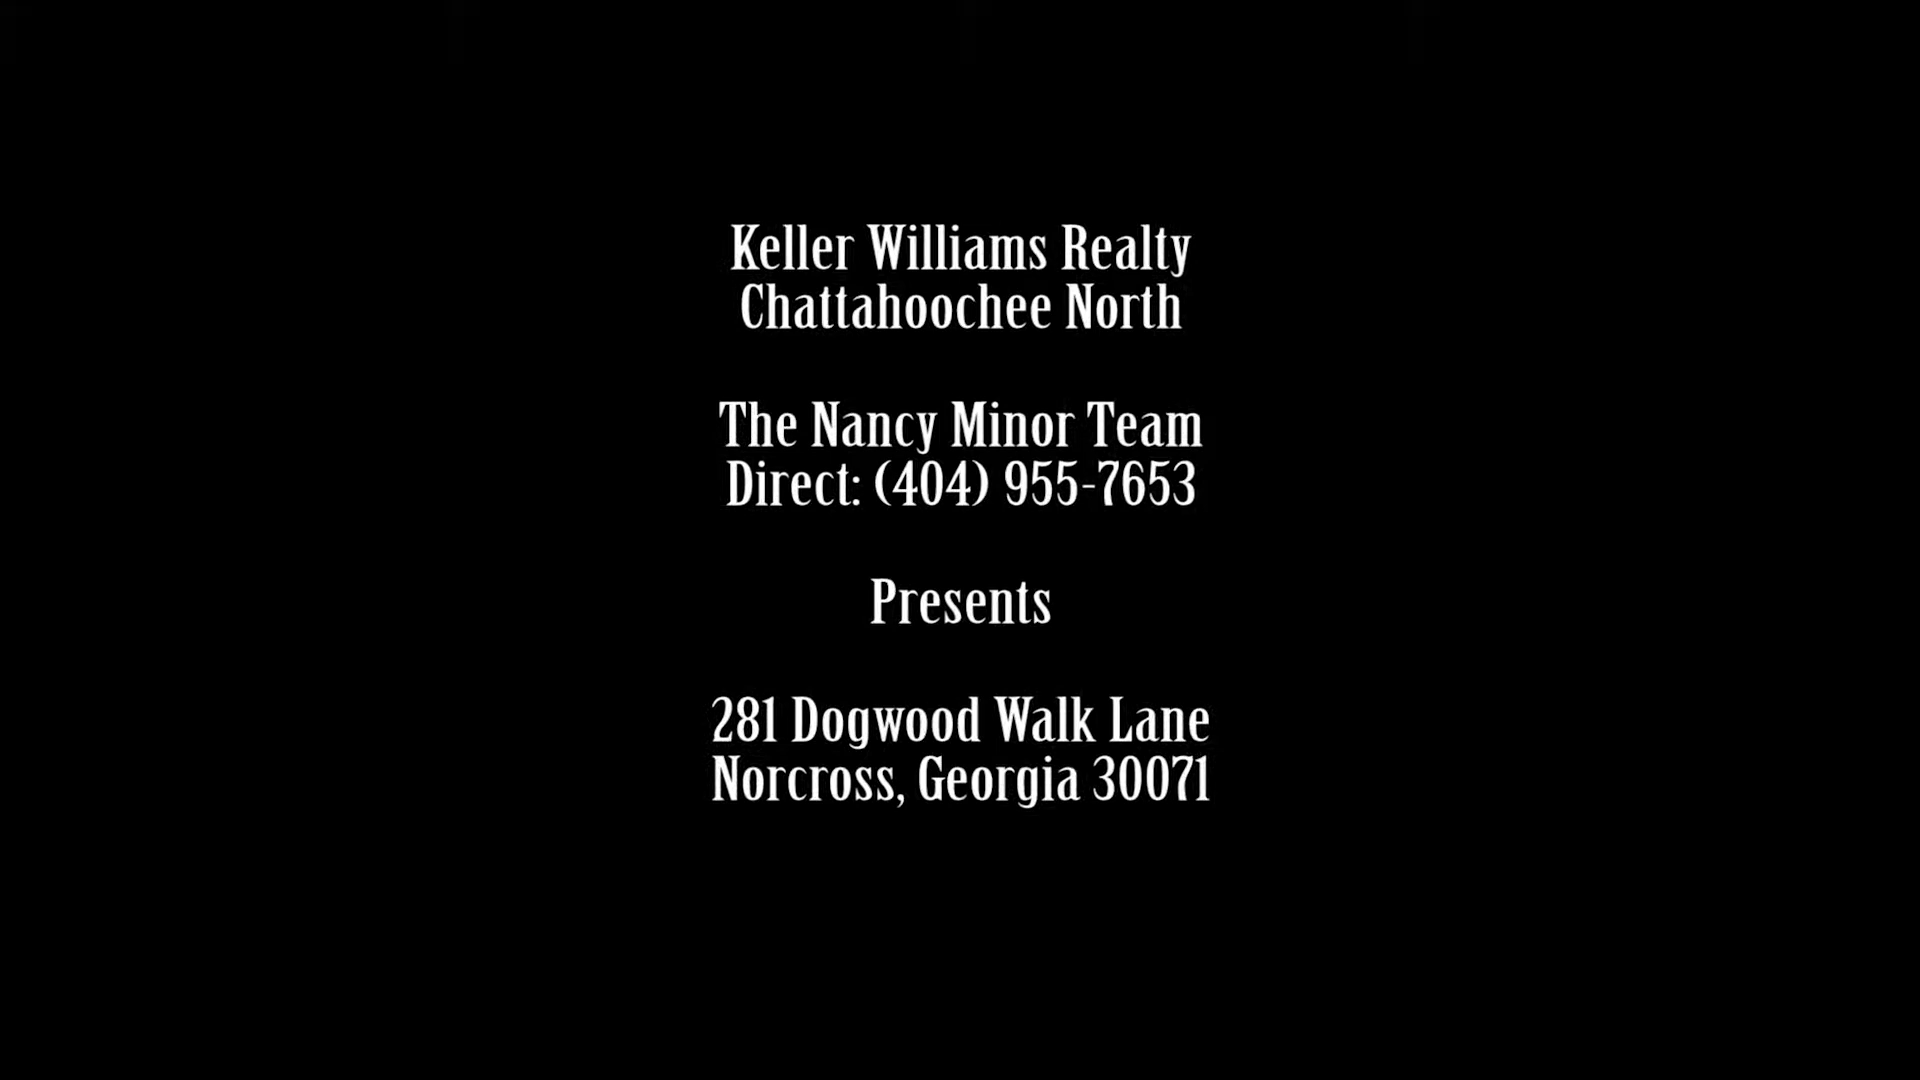 Keller Williams Realty
Chattahoochee North
The Nancy Minor Team
Direct: (404) 955-7653
Presents
281 Dogwood Walk Lane
Norcross, Georgia 30071